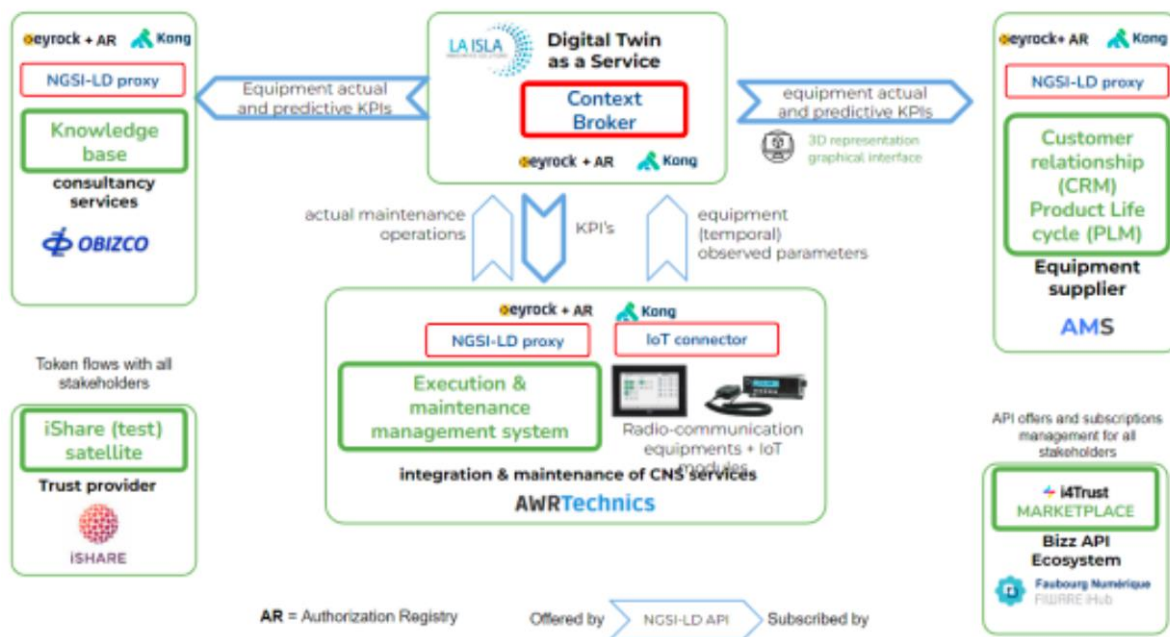 eyrock + AR
Kong
NGSI-LD proxy
Knowledge
base
consultancy
services
OBIZCO
Equipment actual
and predictive KPIs
LA ISLA
Digital Twin
as a Service
Context
Broker
eyrock + AR
Kong
equipment actual
and predictive KPIs
3D representation
graphical interface
eyrock+ AR
Kong
NGSI-LD proxy
Customer
relationship
(CRM)
Product Life
cycle (PLM)
Equipment
supplier
AMS
actual maintenance
operations
KPI's
equipment
(temporal)
observed parameters
eyrock + AR
Kong
NGSI-LD proxy
IoT connector
Execution &
maintenance
management system
Radio-communication
equipments + IoT
modules
integration & maintenance of CNS services
AWRTechnics
Token flows with all
stakeholders
iShare (test)
satellite
Trust provider
iSHARE
API offers and subscriptions
management for all
stakeholders
i4Trust
MARKETPLACE
Bizz API
Ecosystem
Faubourg Numérique
FIWARE iHub
AR = Authorization Registry
Offered by
NGSI-LD API
Subscribed by